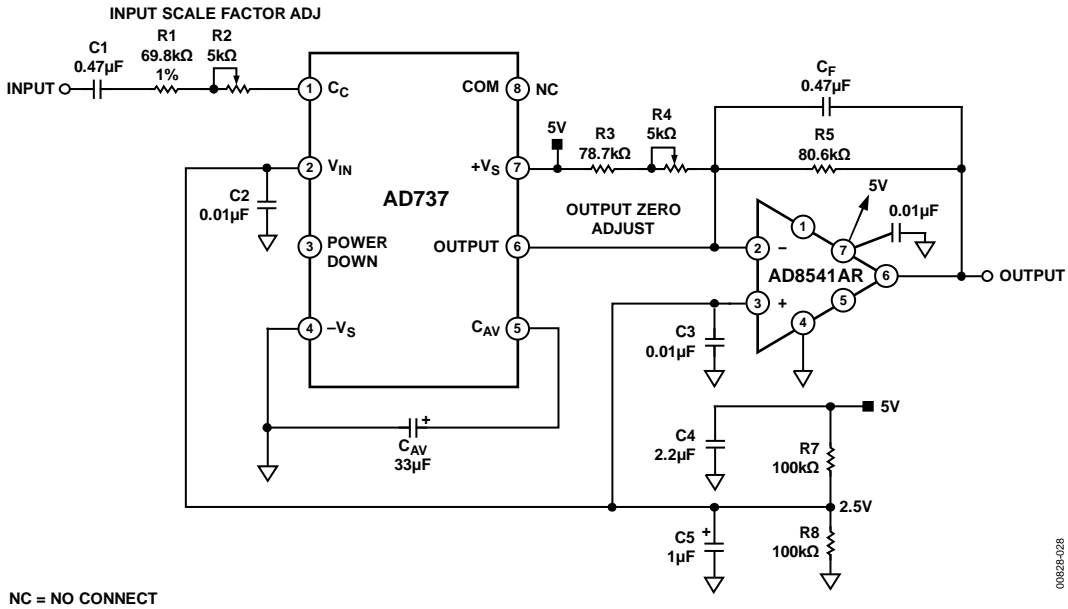 INPUT SCALE FACTOR ADJ
C1
0.47µF
R1
69.8kΩ
1%
R2
5kΩ
INPUT
1
CC
COM
8
NC
CF
0.47µF
5V
R3
78.7kΩ
R4
5kΩ
R5
80.6kΩ
2
VIN
+VS
7
C2
0.01µF
AD737
OUTPUT ZERO
ADJUST
5V
0.01µF
3
POWER
DOWN
OUTPUT
6
1
2
−
7
AD8541AR
6
OUTPUT
3
+
5
4
4
−VS
CAV
5
C3
0.01µF
+
CAV
33µF
5V
C4
2.2µF
R7
100kΩ
2.5V
C5
1µF
+
R8
100kΩ
NC = NO CONNECT
00828-028